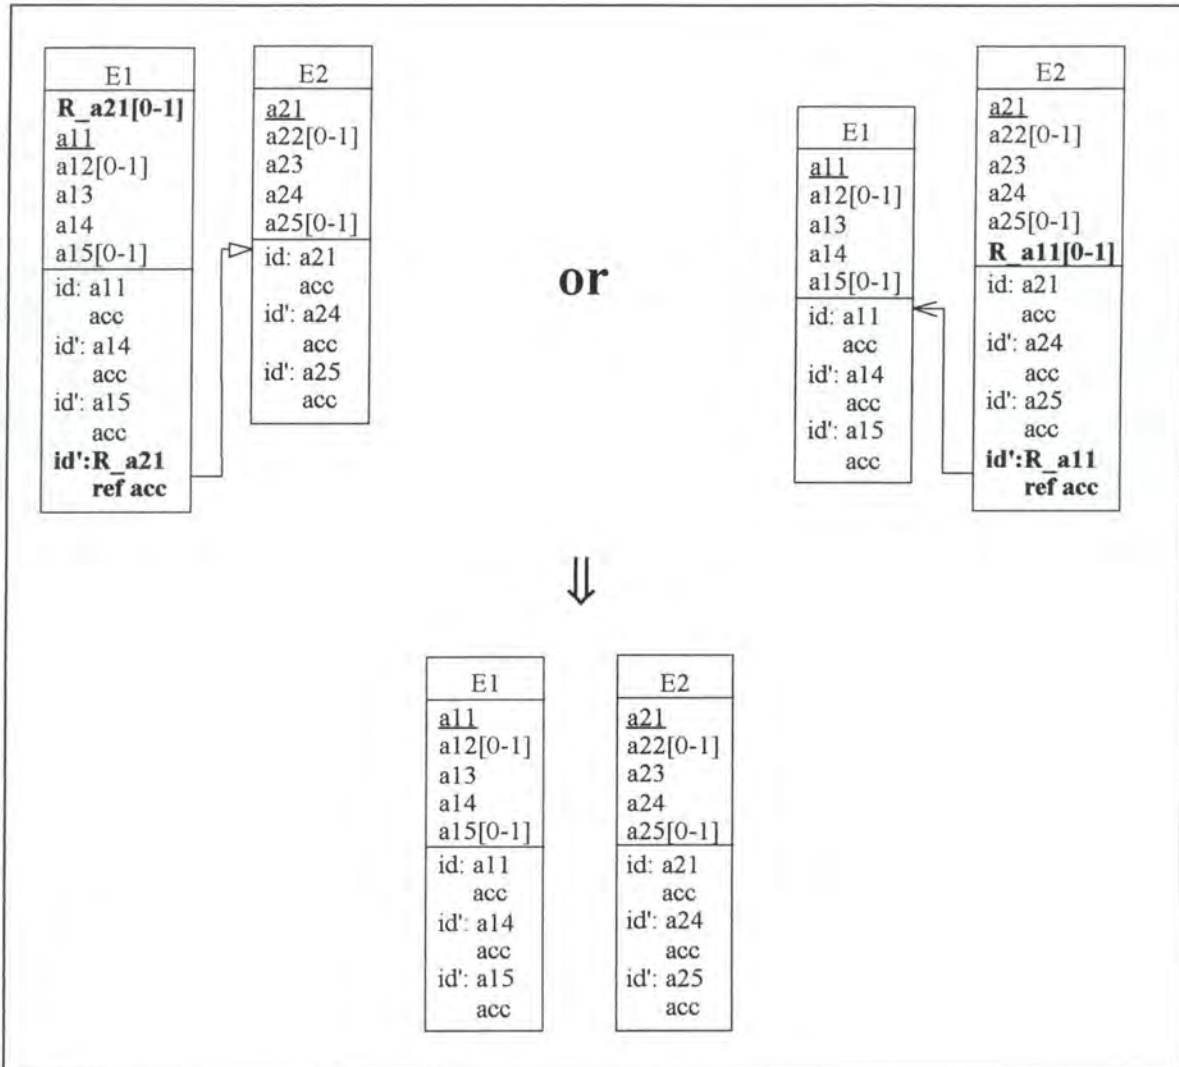 E1
R_a21[0-1]
a11
a12[0-1]
a13
a14
a15[0-1]
id: a11
acc
id': a14
acc
id': a15
acc
id':R_a21
ref acc
E2
a21
a22[0-1]
a23
a24
a25[0-1]
id: a21
acc
id': a24
acc
id': a25
acc
or
E1
a11
a12[0-1]
a13
a14
a15[0-1]
id: a11
acc
id': a14
acc
id': a15
acc
E2
a21
a22[0-1]
a23
a24
a25[0-1]
R_a11[0-1]
id: a21
acc
id': a24
acc
id': a25
acc
id':R_a11
ref acc
⇓
E1
a11
a12[0-1]
a13
a14
a15[0-1]
id: a11
acc
id': a14
acc
id': a15
acc
E2
a21
a22[0-1]
a23
a24
a25[0-1]
id: a21
acc
id': a24
acc
id': a25
acc